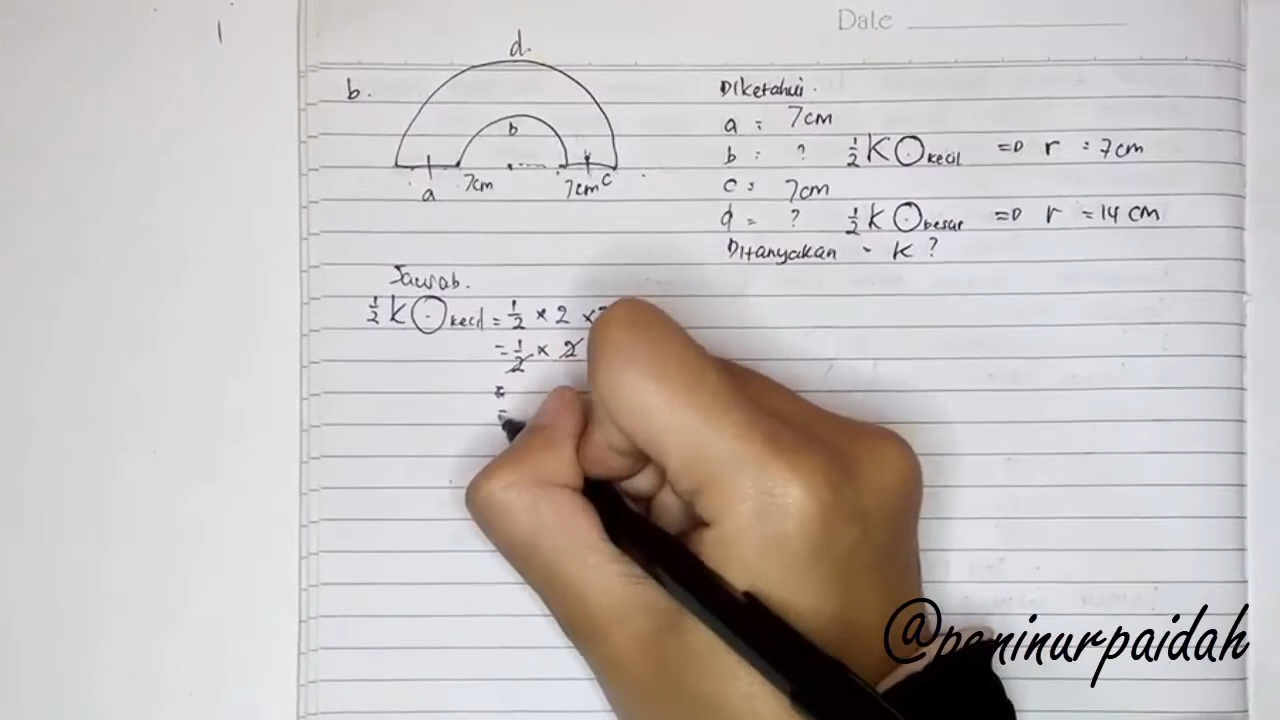 Date
d.
b.
b
7cm
7cm
a
c
Diketahui.
a = 7cm
b = ? 1/2 K ⊙ kecil => r = 7cm
c = 7cm
d = ? 1/2 K ⊙ besar => r = 14 cm
Ditanyakan = K ?
Jawab.
1/2 K ⊙ kecil = 1/2 × 2 ×
= 1/2 × 2
=
=
@peninurpaidah